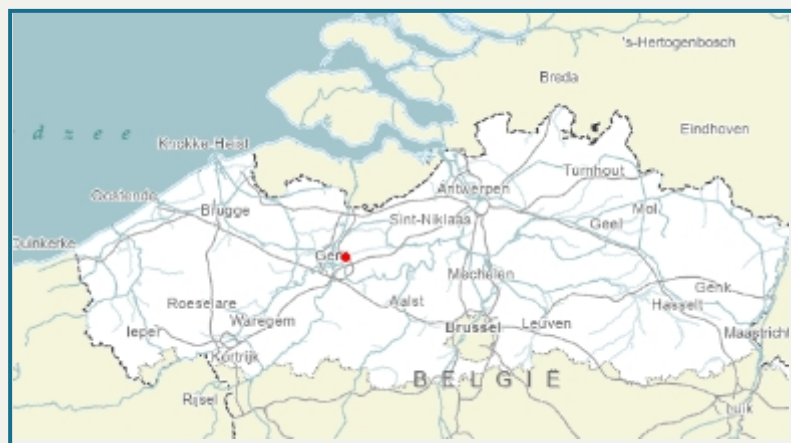 's-Hertogenbosch
Breda
Eindhoven
d z e e
Knokke-Heist
Turnhout
Antwerpen
Oostende
Mol
Brugge
Sint-Niklaas
Geel
Duinkerke
Gent
Mechelen
Genk
Roeselare
Aalst
Hasselt
Waregem
Brussel
Leuven
Ieper
Maastricht
Kortrijk
BELGIË
Rijsel
Luik